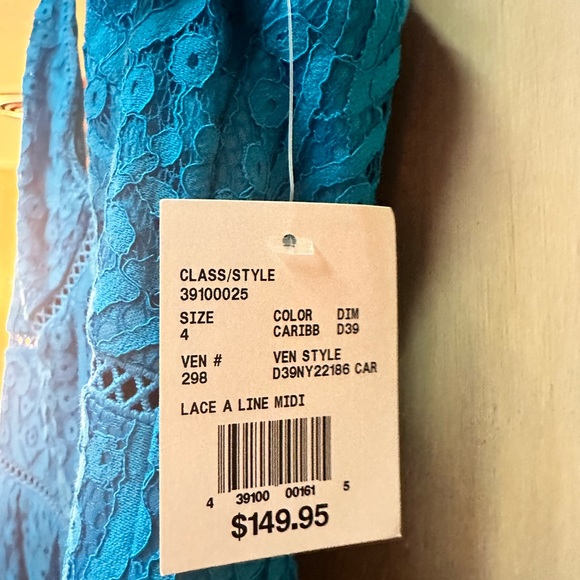 CLASS/STYLE
39100025
SIZE COLOR DIM
4 CARIBB D39
VEN # VEN STYLE
298 D39NY22186 CAR
LACE A LINE MIDI
4 39100 00161 5
$149.95